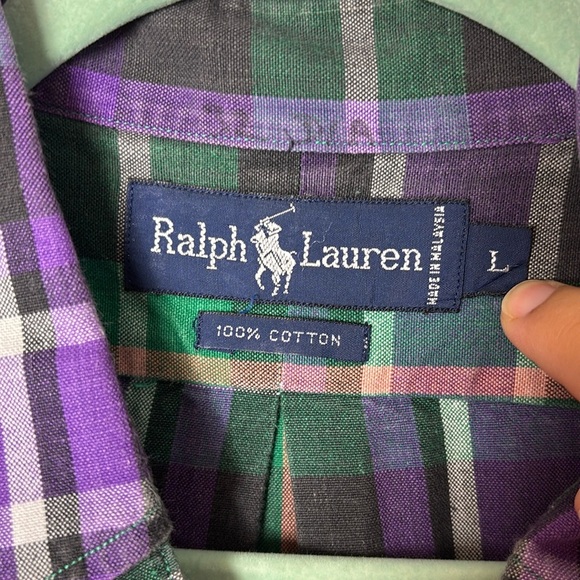 Ralph Lauren
MADE IN MALAYSIA
L
100% COTTON